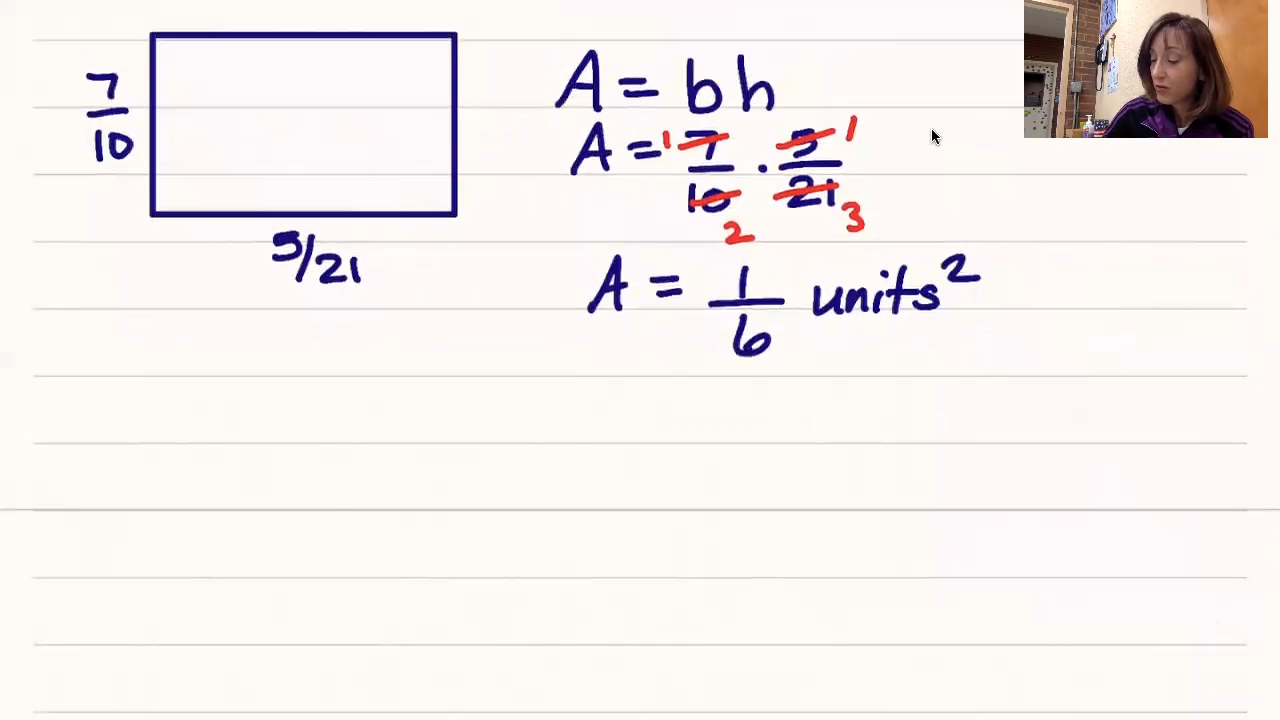 7/10
5/21
A = bh
A = 1 7/10 · 5/21 1
2 3
A = 1/6 units²